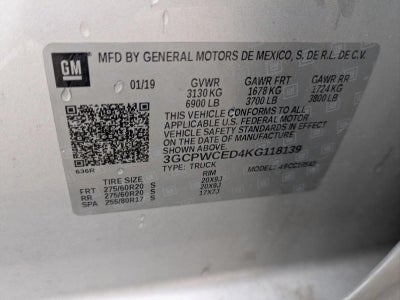 GM
MFD BY GENERAL MOTORS DE MEXICO, S. DE R.L. DE C.V.
01/19 GVWR GAWR FRT GAWR RR
3130 KG 1678 KG 1724 KG
6900 LB 3700 LB 3800 LB
THIS VEHICLE CONFORMS TO ALL APPLICABLE
U.S. FEDERAL MOTOR VEHICLE SAFETY STANDARDS
IN EFFECT ON THE DATE OF MANUFACTURE SHOWN ABOVE.
3GCPWCED4KG118139
636R TYPE: TRUCK MODEL:
TIRE SIZE RIM
FRT 275/60R20 S 20X9J
RR 275/60R20 S 20X9J
SPA 255/80R17 S 17X7J